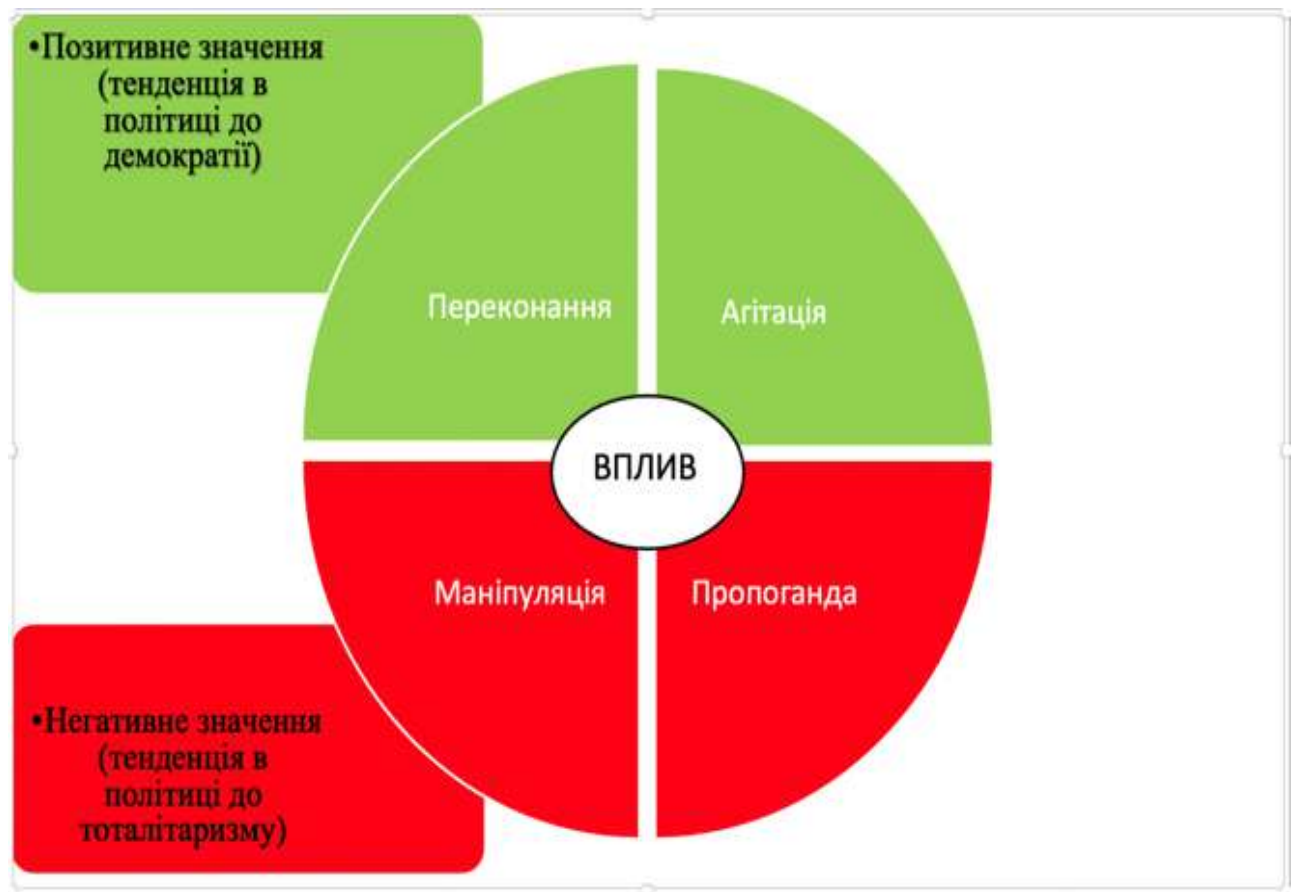 •Позитивне значення
(тенденція в
політиці до
демократії)
Переконання
Агітація
ВПЛИВ
Маніпуляція
Пропоганда
•Негативне значення
(тенденція в
політиці до
тоталітаризму)